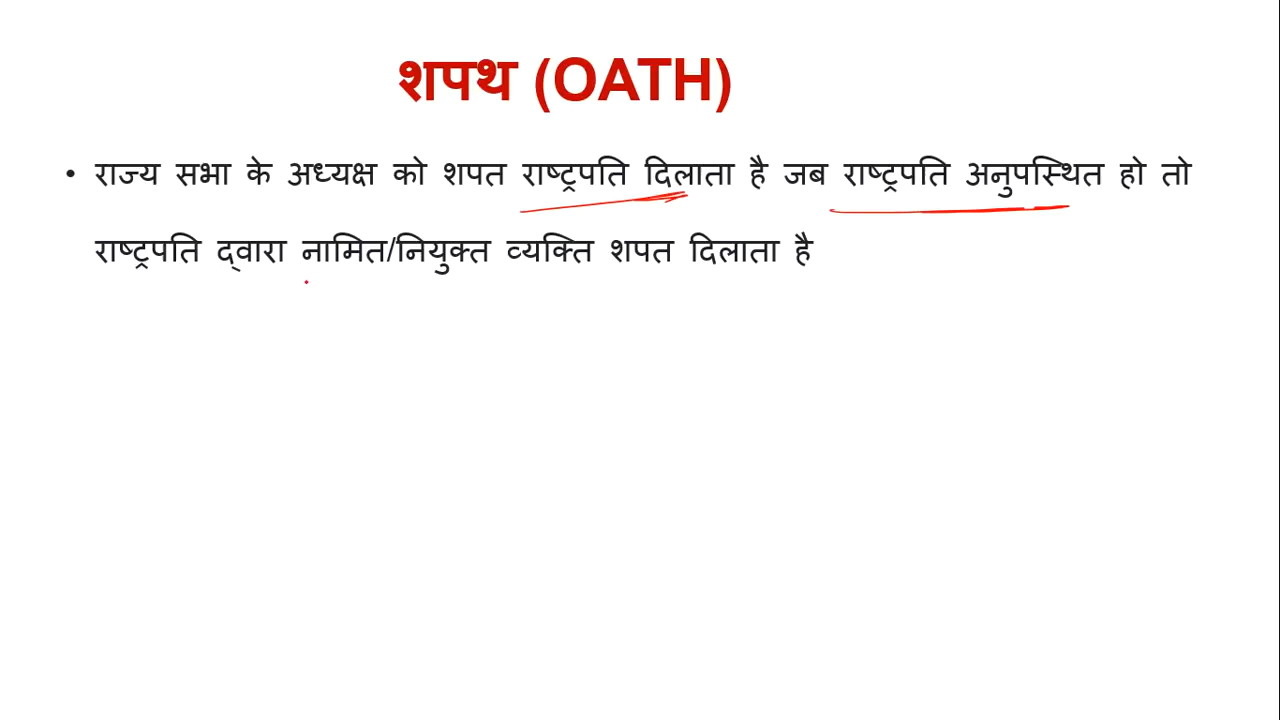 शपथ (OATH)
• राज्य सभा के अध्यक्ष को शपत राष्ट्रपति दिलाता है जब राष्ट्रपति अनुपस्थित हो तो
राष्ट्रपति द्वारा नामित/नियुक्त व्यक्ति शपत दिलाता है